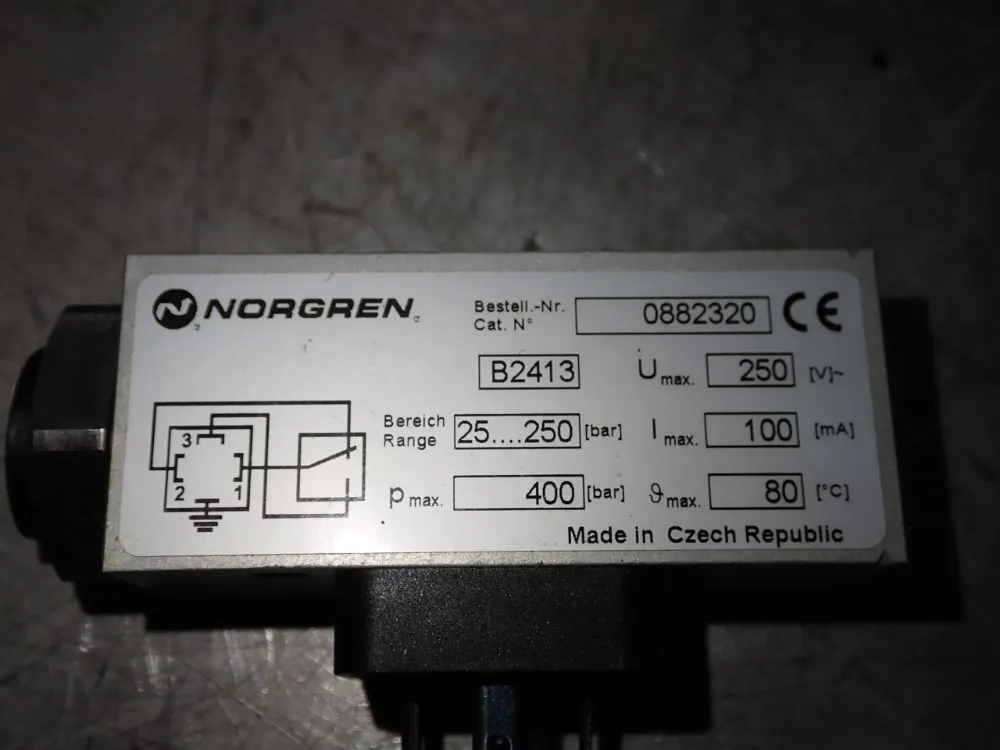 NORGREN
Bestell.-Nr. 0882320 CE
Cat. N°
B2413 U max. 250 [V]~
Bereich
Range 25....250 [bar] I max. 100 [mA]
p max. 400 [bar] ϑ max. 80 [°C]
3
2 1
Made in Czech Republic